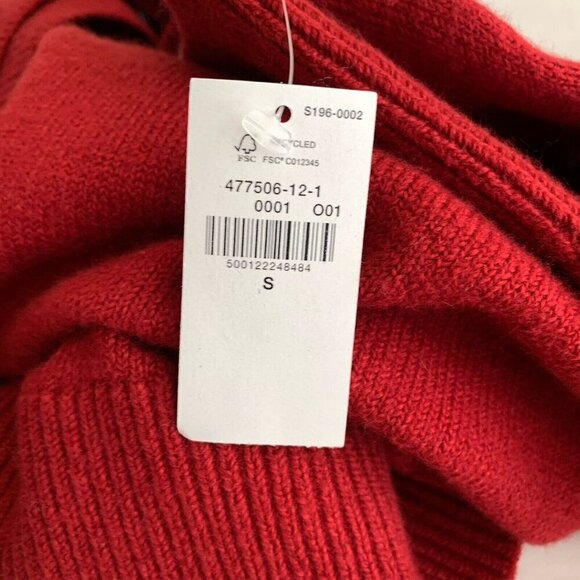 S196-0002
FSC
FSC® C012345
477506-12-1
0001 O01
500122248484
S